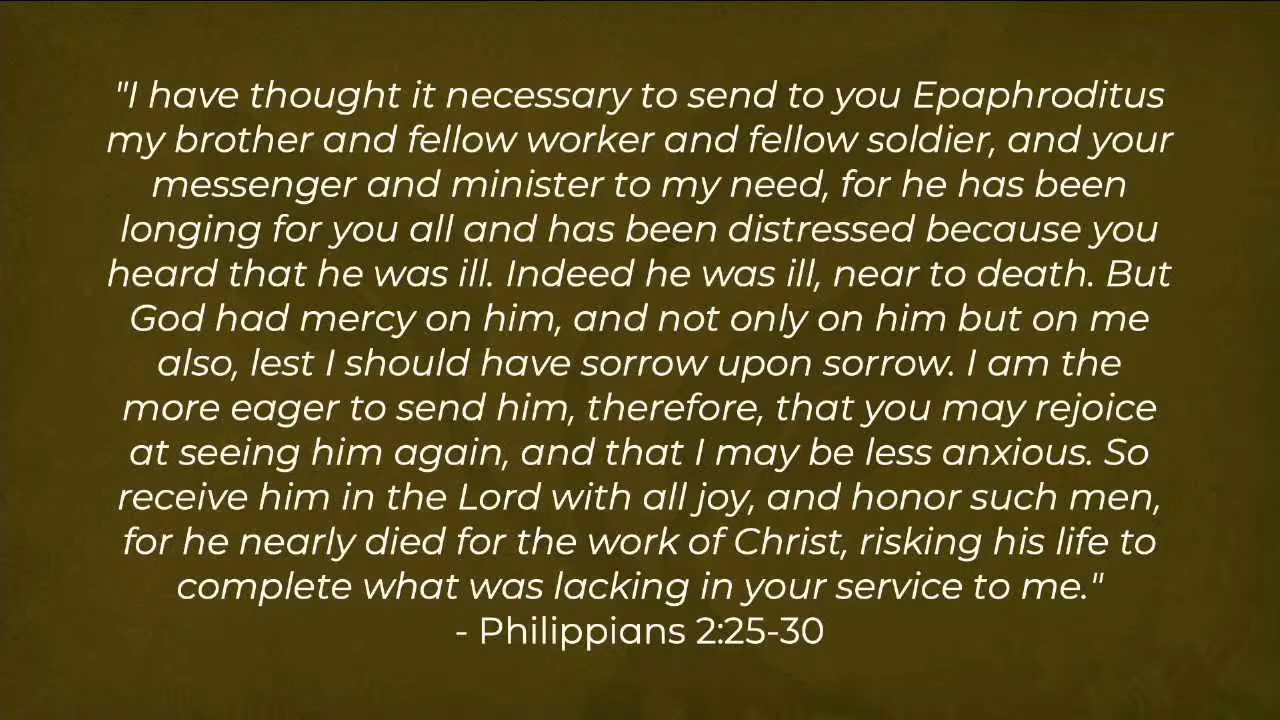 "I have thought it necessary to send to you Epaphroditus
my brother and fellow worker and fellow soldier, and your
messenger and minister to my need, for he has been
longing for you all and has been distressed because you
heard that he was ill. Indeed he was ill, near to death. But
God had mercy on him, and not only on him but on me
also, lest I should have sorrow upon sorrow. I am the
more eager to send him, therefore, that you may rejoice
at seeing him again, and that I may be less anxious. So
receive him in the Lord with all joy, and honor such men,
for he nearly died for the work of Christ, risking his life to
complete what was lacking in your service to me."
- Philippians 2:25-30